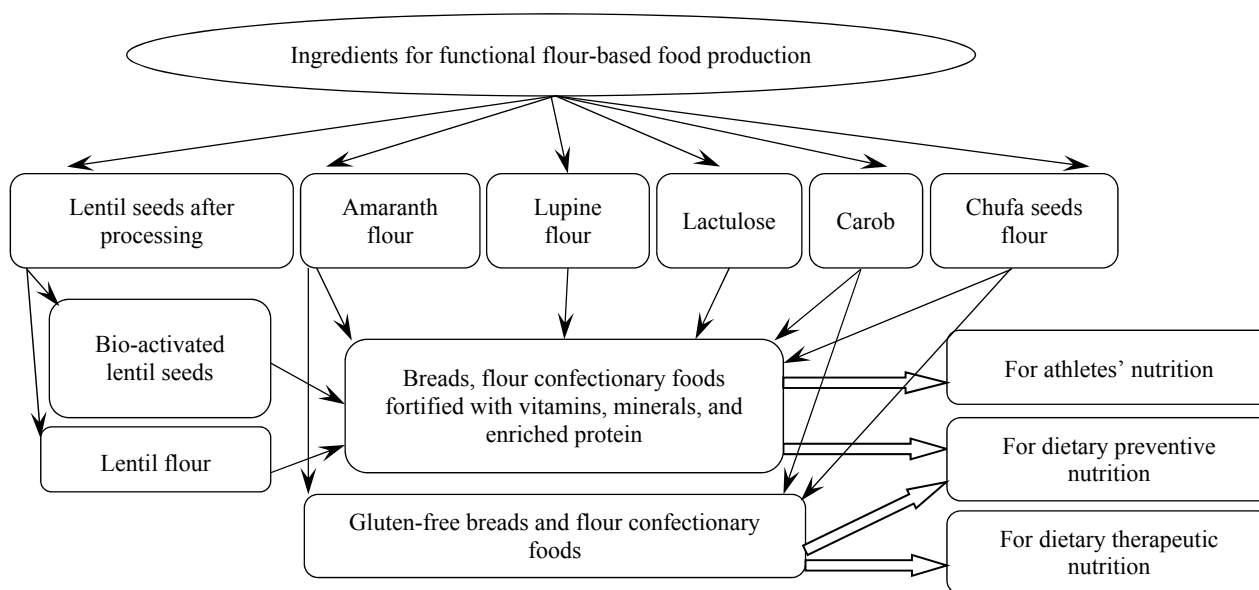 Ingredients for functional flour-based food production
Lentil seeds after
processing
Amaranth
flour
Lupine
flour
Lactulose
Carob
Chufa seeds
flour
Bio-activated
lentil seeds
Lentil flour
Breads, flour confectionary foods
fortified with vitamins, minerals, and
enriched protein
Gluten-free breads and flour confectionary
foods
For athletes’ nutrition
For dietary preventive
nutrition
For dietary therapeutic
nutrition